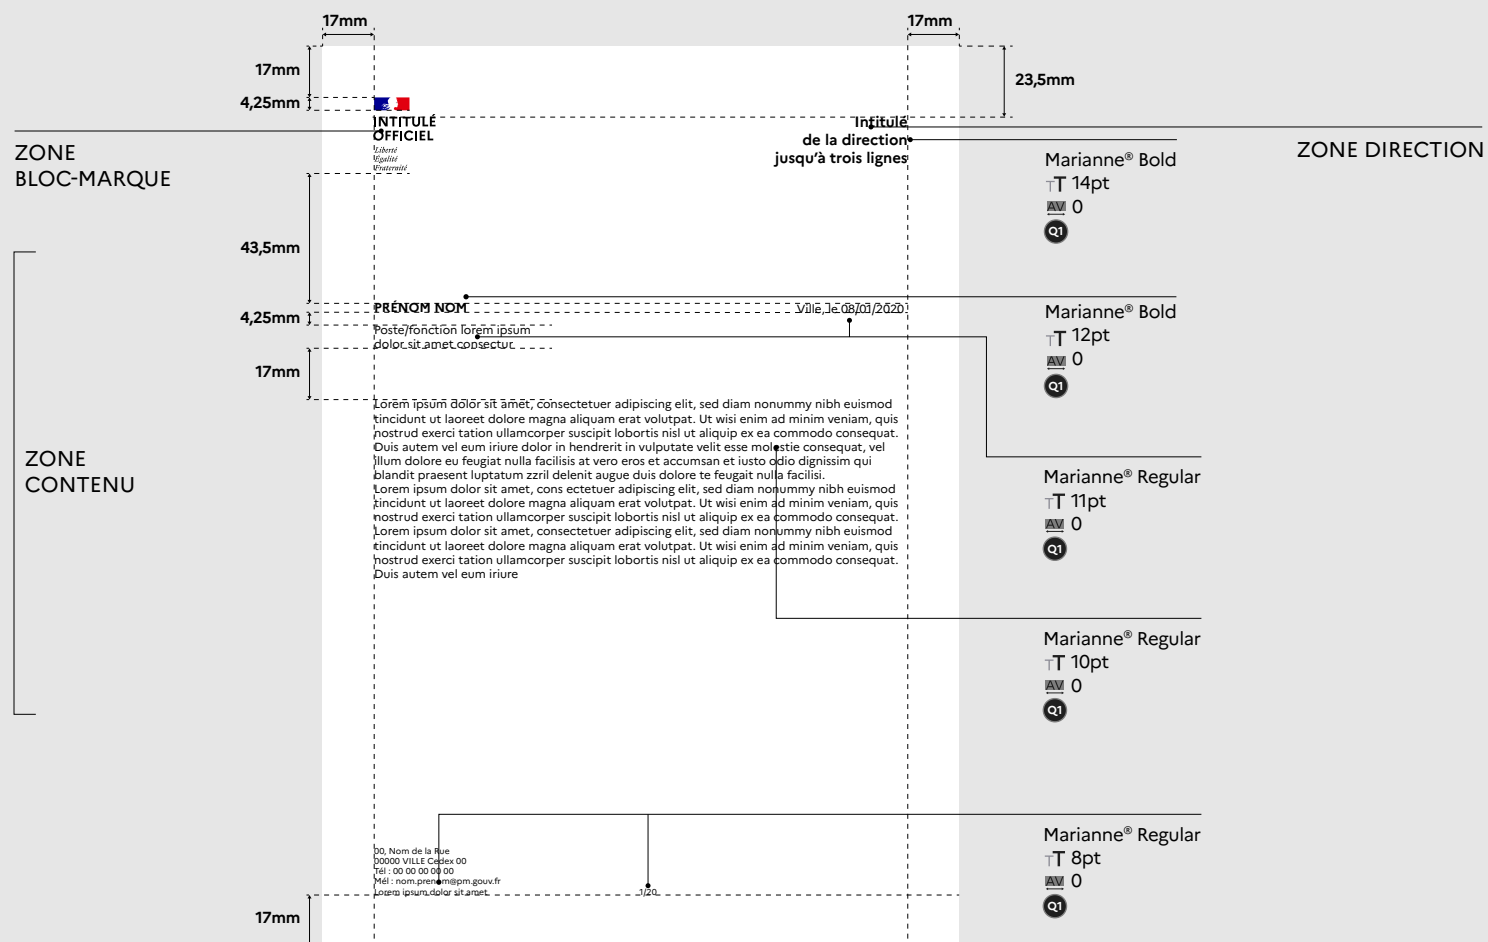 17mm
17mm
17mm
4,25mm
23,5mm
INTITULÉ
OFFICIEL
Liberté
Égalité
Fraternité
Intitulé
de la direction
jusqu’à trois lignes
ZONE
BLOC-MARQUE
ZONE DIRECTION
Marianne® Bold
TT 14pt
AV 0
Q1
43,5mm
PRÉNOM NOM
Ville, le 08/01/2020
4,25mm
Poste/fonction lorem ipsum
dolor sit amet consectur
Marianne® Bold
TT 12pt
AV 0
Q1
17mm
Lorem ipsum dolor sit amet, consectetuer adipiscing elit, sed diam nonummy nibh euismod
tincidunt ut laoreet dolore magna aliquam erat volutpat. Ut wisi enim ad minim veniam, quis
nostrud exerci tation ullamcorper suscipit lobortis nisl ut aliquip ex ea commodo consequat.
Duis autem vel eum iriure dolor in hendrerit in vulputate velit esse molestie consequat, vel
illum dolore eu feugiat nulla facilisis at vero eros et accumsan et iusto odio dignissim qui
blandit praesent luptatum zzril delenit augue duis dolore te feugait nulla facilisi.
Lorem ipsum dolor sit amet, cons ectetuer adipiscing elit, sed diam nonummy nibh euismod
tincidunt ut laoreet dolore magna aliquam erat volutpat. Ut wisi enim ad minim veniam, quis
nostrud exerci tation ullamcorper suscipit lobortis nisl ut aliquip ex ea commodo consequat.
Lorem ipsum dolor sit amet, consectetuer adipiscing elit, sed diam nonummy nibh euismod
tincidunt ut laoreet dolore magna aliquam erat volutpat. Ut wisi enim ad minim veniam, quis
nostrud exerci tation ullamcorper suscipit lobortis nisl ut aliquip ex ea commodo consequat.
Duis autem vel eum iriure
ZONE
CONTENU
Marianne® Regular
TT 11pt
AV 0
Q1
Marianne® Regular
TT 10pt
AV 0
Q1
00, Nom de la Rue
00000 VILLE Cedex 00
Tél : 00 00 00 00 00
Mél : nom.prenom@pm.gouv.fr
Lorem ipsum dolor sit amet
1/20
Marianne® Regular
TT 8pt
AV 0
Q1
17mm